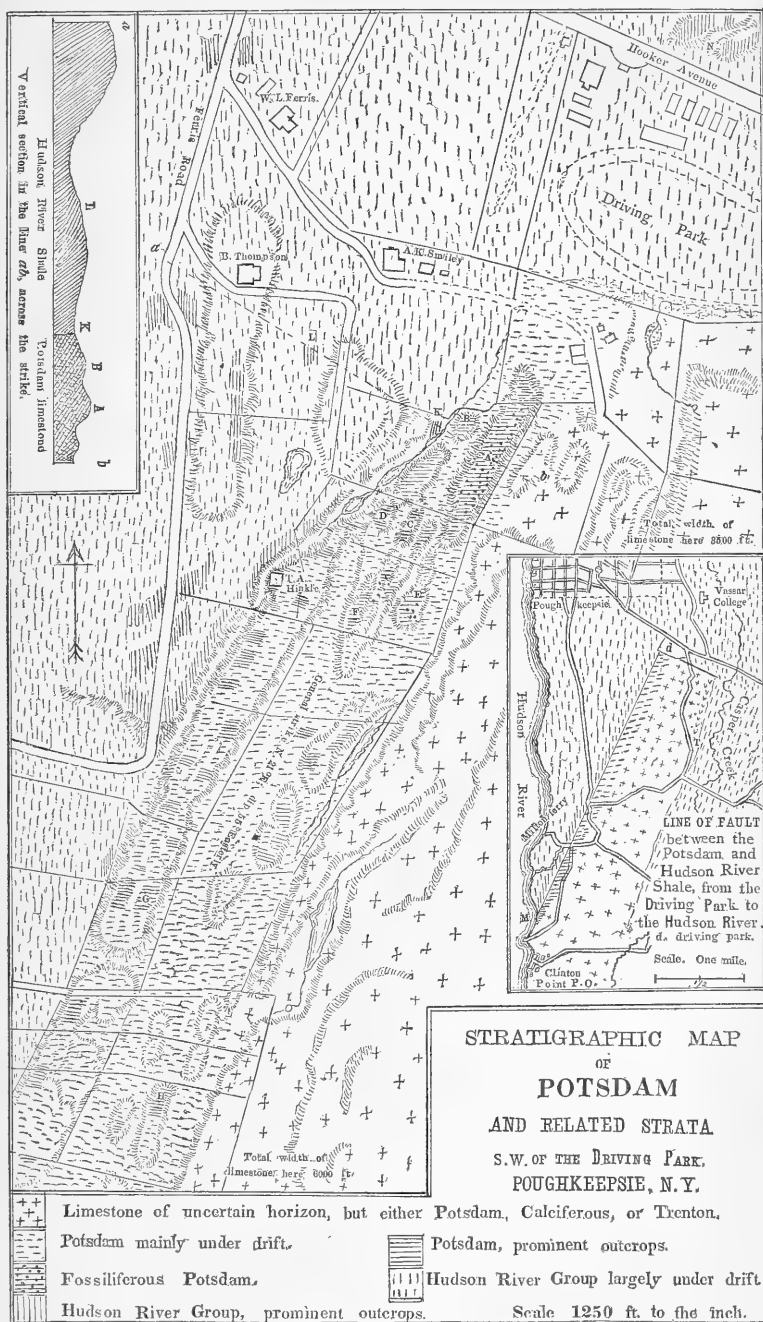 Hooker Avenue
N
W. L. Ferris.
Ferris Road
Driving Park
a
B. Thompson
A. K. Smiley
L
K
B
A
b
D
C
Total width of
limestone here 8500 ft.
T. A.
Hinkle
E
F
General strike N.
G
H
Total width of
limestone here 6000 ft.
a
L
K
B
A
b
Hudson River Shale
Potsdam limestone
Vertical section in the line ab, across the strike.
Poughkeepsie
Vassar
College
d
Casper Creek
Hudson River
Milton Ferry
M
LINE OF FAULT
between the
Potsdam and
Hudson River
Shale, from the
Driving Park to
the Hudson River.
d. driving park.
Scale. One mile.
1/2
Clinton
Point P.O.
STRATIGRAPHIC MAP
OF
POTSDAM
AND RELATED STRATA
S.W. OF THE DRIVING PARK,
POUGHKEEPSIE, N.Y.
Limestone of uncertain horizon, but either Potsdam, Calciferous, or Trenton.
Potsdam mainly under drift.
Potsdam, prominent outcrops.
Fossiliferous Potsdam.
Hudson River Group largely under drift
Hudson River Group, prominent outcrops.
Scale 1250 ft. to the inch.